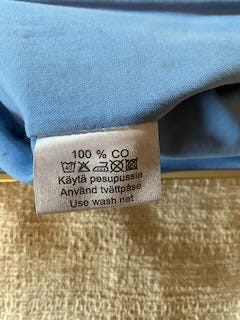 100 % CO
Käytä pesupussia
Använd tvättpåse
Use wash net